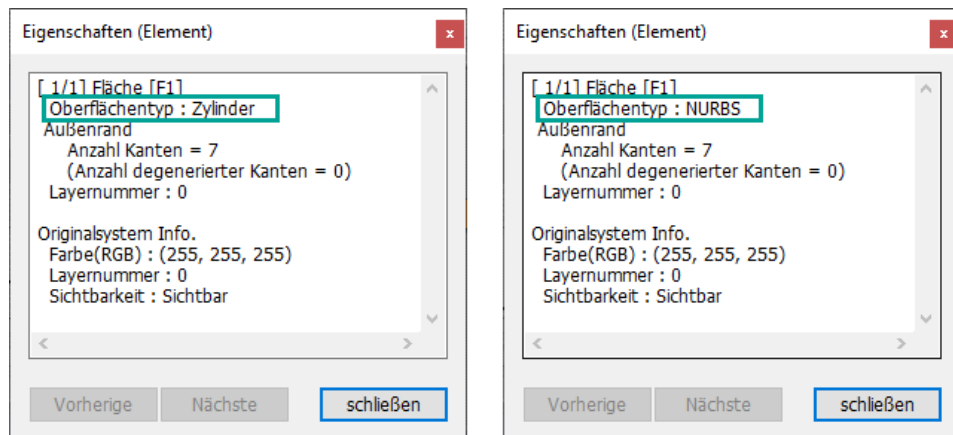 Eigenschaften (Element)
x
[ 1/1] Fläche [F1]
Oberflächentyp : Zylinder
Außenrand
Anzahl Kanten = 7
(Anzahl degenerierter Kanten = 0)
Layernummer : 0
Originalsystem Info.
Farbe(RGB) : (255, 255, 255)
Layernummer : 0
Sichtbarkeit : Sichtbar
Vorherige
Nächste
schließen
Eigenschaften (Element)
x
[ 1/1] Fläche [F1]
Oberflächentyp : NURBS
Außenrand
Anzahl Kanten = 7
(Anzahl degenerierter Kanten = 0)
Layernummer : 0
Originalsystem Info.
Farbe(RGB) : (255, 255, 255)
Layernummer : 0
Sichtbarkeit : Sichtbar
Vorherige
Nächste
schließen